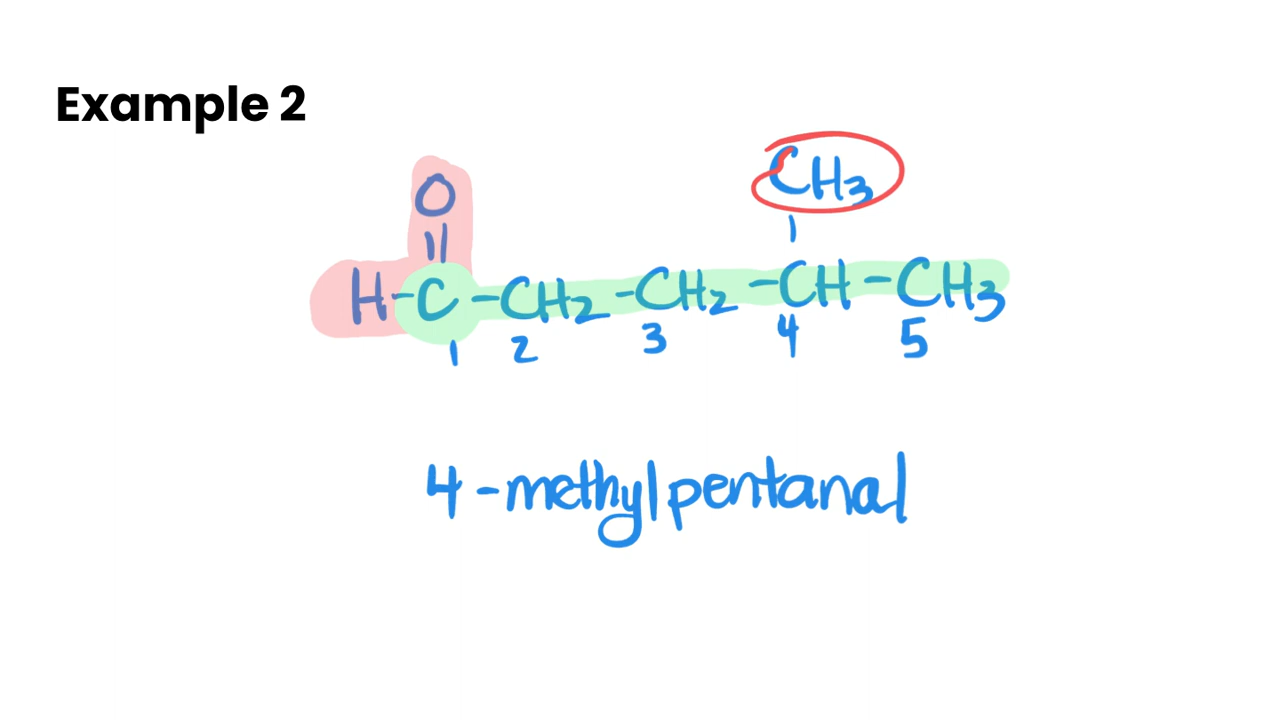 Example 2
CH3
O
H-C-CH2-CH2-CH-CH3
1 2 3 4 5
4-methylpentanal